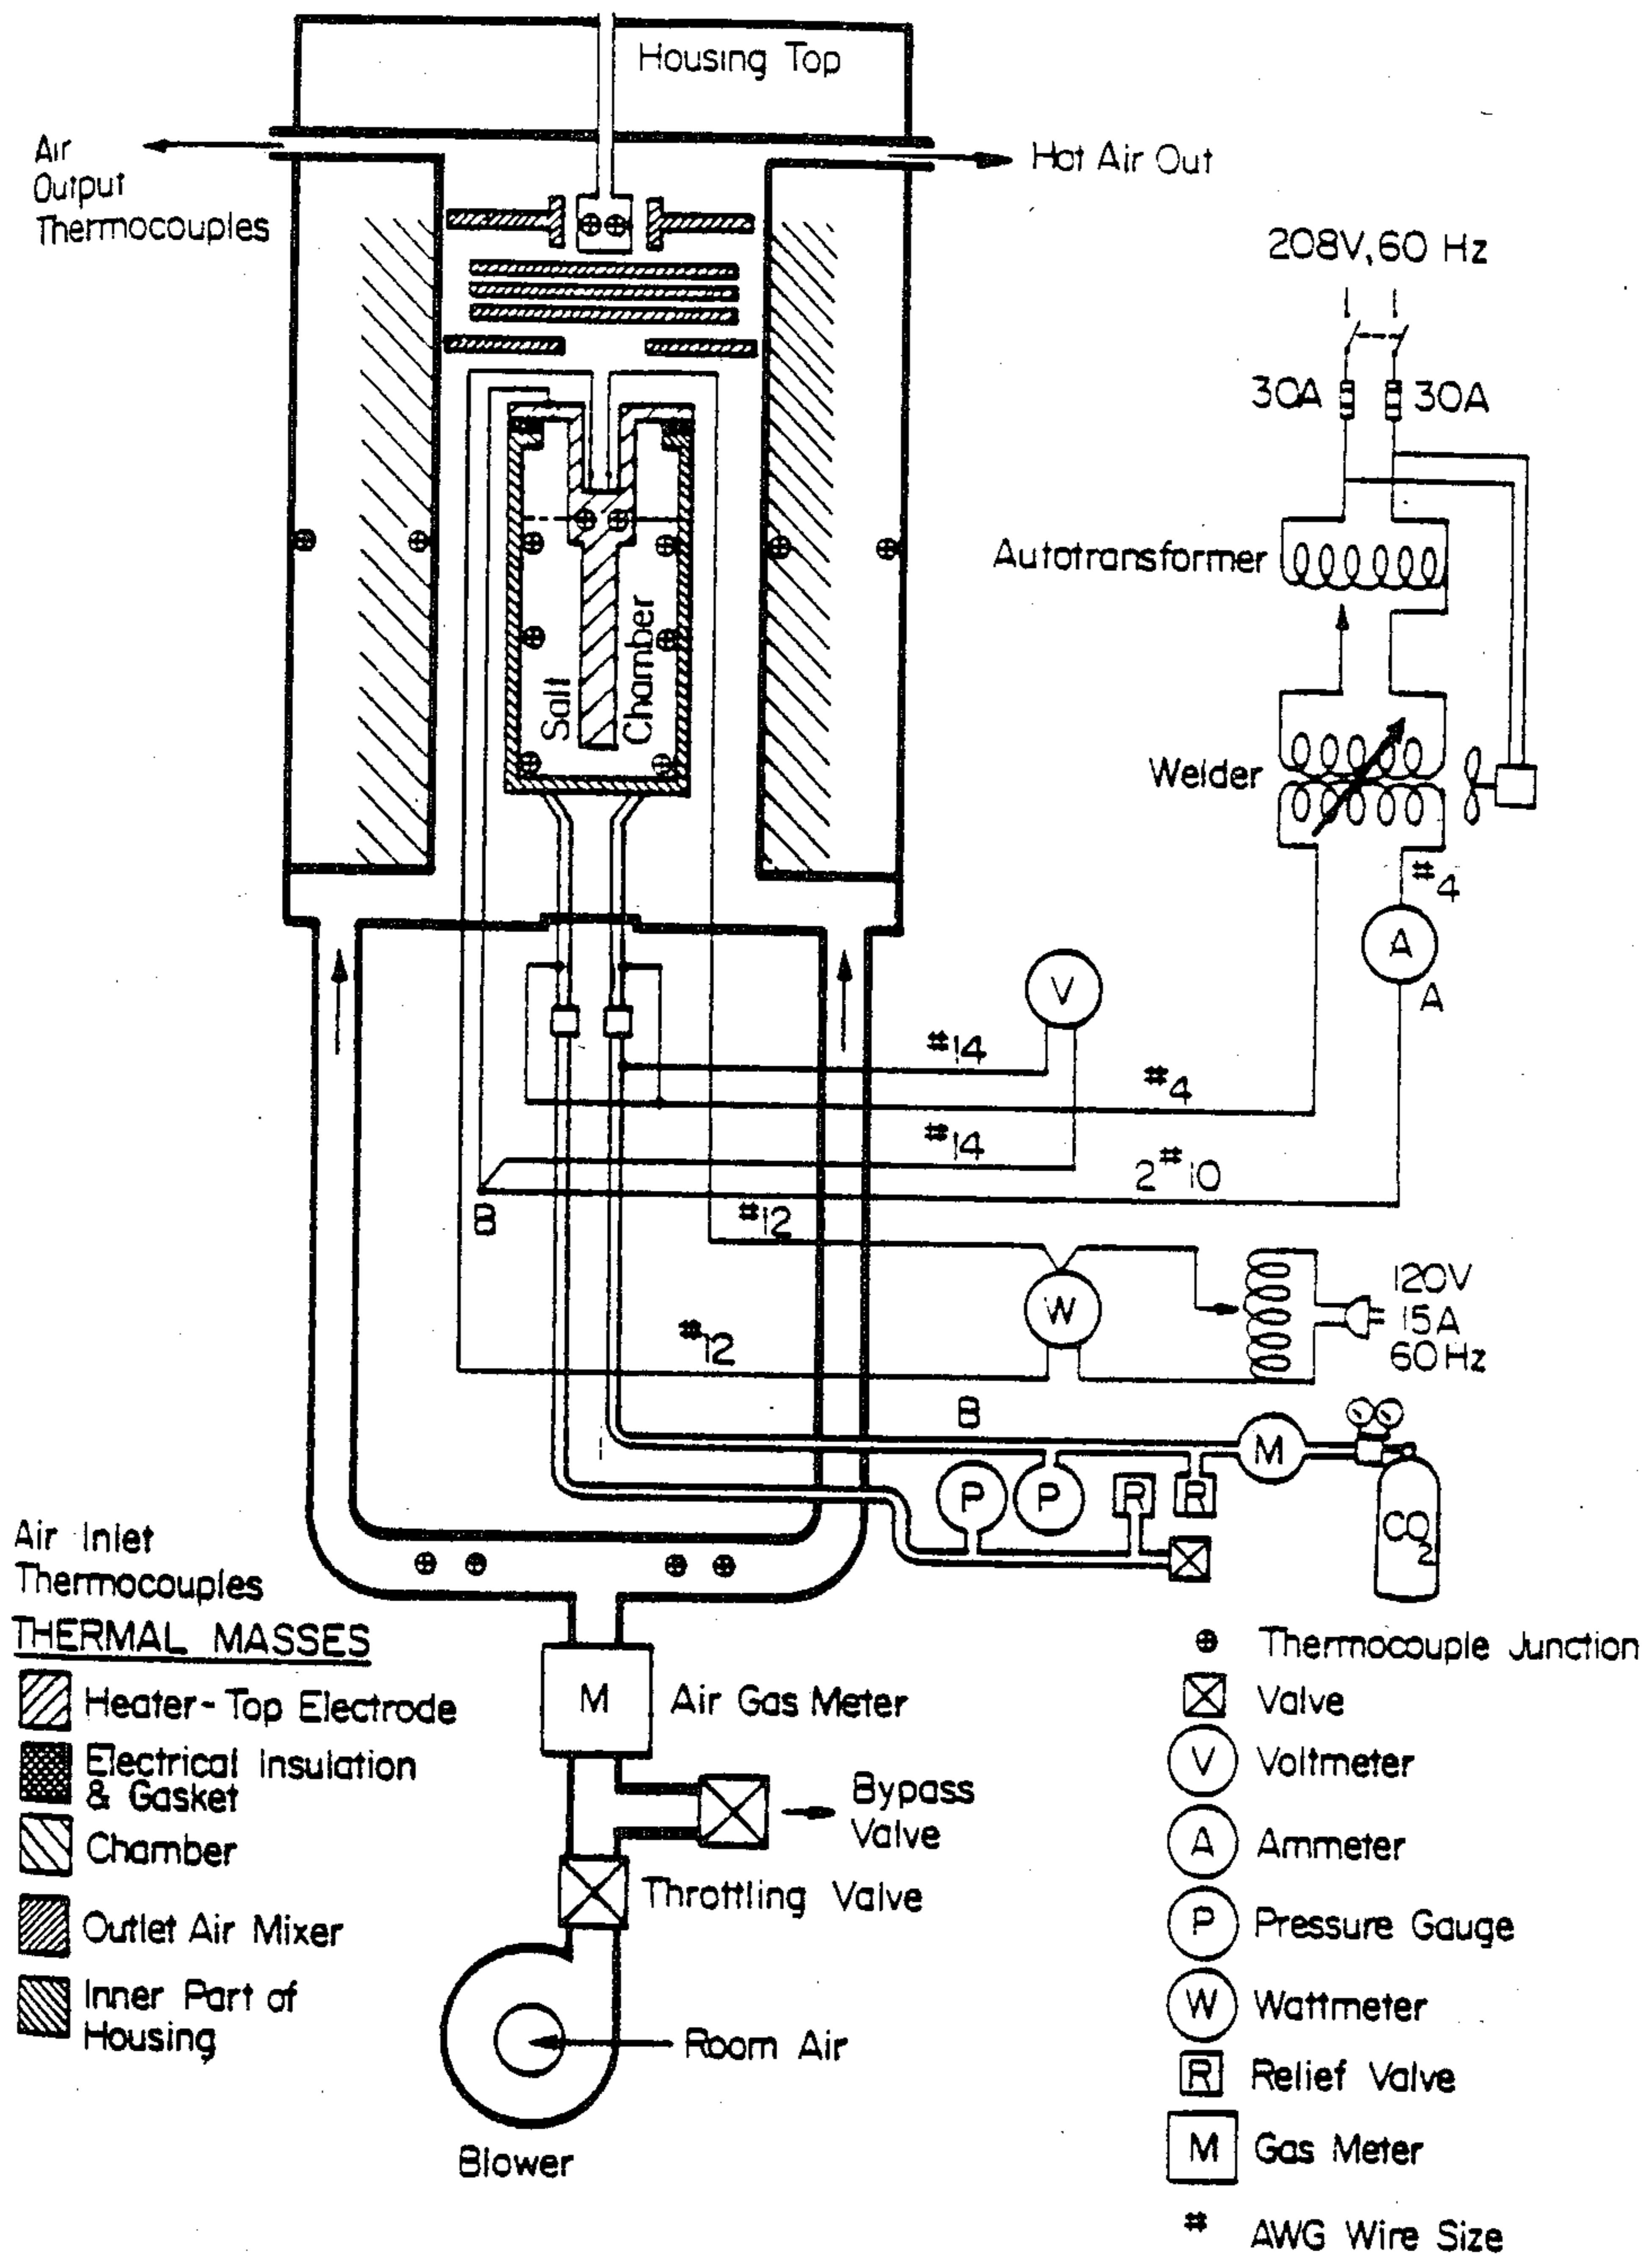 Housing Top
Air
Output
Thermocouples
Hot Air Out
208V, 60 Hz
30A
30A
Autotransformer
Salt
Chamber
Welder
#4
A
A
V
#14
#4
#14
2#10
B
#12
W
120V
15A
60Hz
#12
B
M
P
P
R
R
CO2
Air Inlet
Thermocouples
THERMAL MASSES
Heater-Top Electrode
Electrical Insulation
& Gasket
Chamber
Outlet Air Mixer
Inner Part of
Housing
M
Air Gas Meter
Bypass
Valve
Throttling Valve
Room Air
Blower
Thermocouple Junction
Valve
V Voltmeter
A Ammeter
P Pressure Gauge
W Wattmeter
R Relief Valve
M Gas Meter
# AWG Wire Size